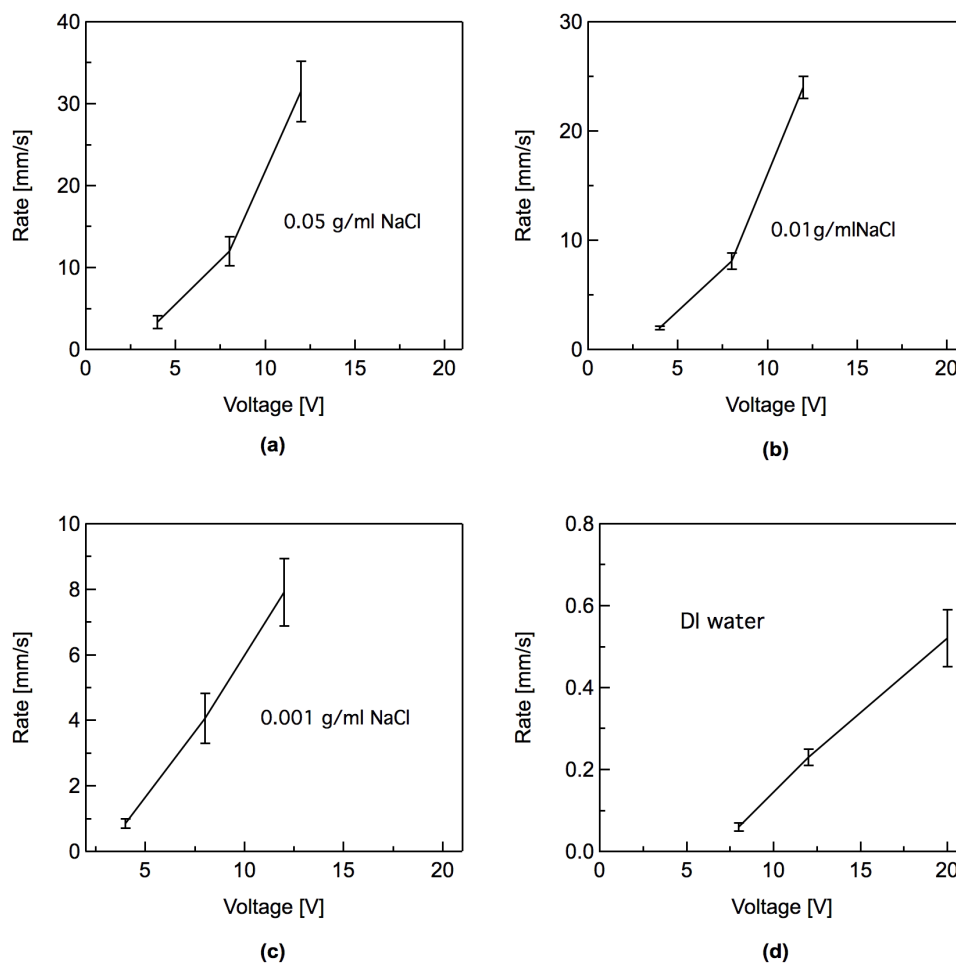 40
30
20
10
0
Rate [mm/s]
0.05 g/ml NaCl
0 5 10 15 20
Voltage [V]
(a)
30
20
10
0
Rate [mm/s]
0.01g/mlNaCl
0 5 10 15 20
Voltage [V]
(b)
10
8
6
4
2
0
Rate [mm/s]
0.001 g/ml NaCl
5 10 15 20
Voltage [V]
(c)
0.8
0.6
0.4
0.2
0.0
Rate [mm/s]
DI water
0 5 10 15 20
Voltage [V]
(d)